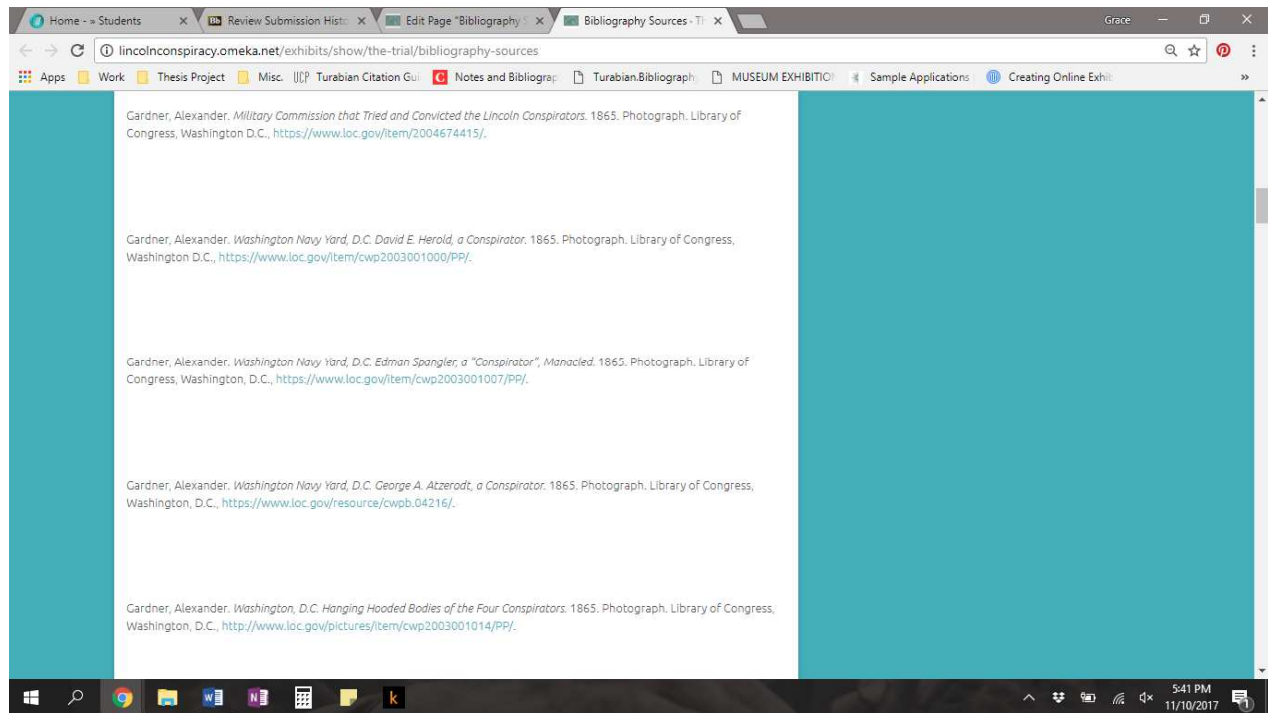 Home - » Students
Review Submission Histo
Edit Page "Bibliography S
Bibliography Sources - Th
Grace
lincolnconspiracy.omeka.net/exhibits/show/the-trial/bibliography-sources
Apps Work Thesis Project Misc. UCP Turabian Citation Gui C Notes and Bibliograp Turabian.Bibliograph MUSEUM EXHIBITIO Sample Applications Creating Online Exhib »
Gardner, Alexander. Military Commission that Tried and Convicted the Lincoln Conspirators. 1865. Photograph. Library of
Congress, Washington D.C., https://www.loc.gov/item/2004674415/.
Gardner, Alexander. Washington Navy Yard, D.C. David E. Herold, a Conspirator. 1865. Photograph. Library of Congress,
Washington D.C., https://www.loc.gov/item/cwp2003001000/PP/.
Gardner, Alexander. Washington Navy Yard, D.C. Edman Spangler, a "Conspirator", Manacled. 1865. Photograph. Library of
Congress, Washington, D.C., https://www.loc.gov/item/cwp2003001007/PP/.
Gardner, Alexander. Washington Navy Yard, D.C. George A. Atzerodt, a Conspirator. 1865. Photograph. Library of Congress,
Washington, D.C., https://www.loc.gov/resource/cwpb.04216/.
Gardner, Alexander. Washington, D.C. Hanging Hooded Bodies of the Four Conspirators. 1865. Photograph. Library of Congress,
Washington, D.C., http://www.loc.gov/pictures/item/cwp2003001014/PP/.
5:41 PM
11/10/2017